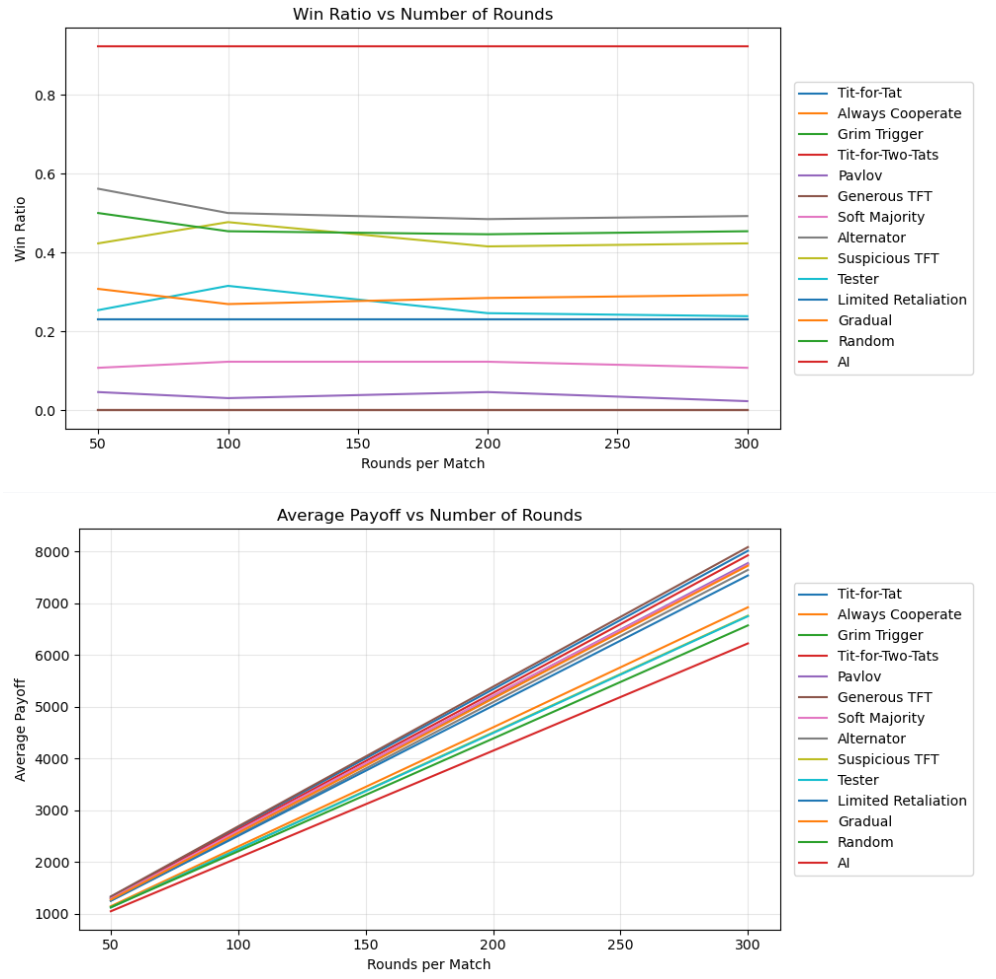 Win Ratio vs Number of Rounds
Win Ratio
0.8
0.6
0.4
0.2
0.0
50
100
150
200
250
300
Rounds per Match
Tit-for-Tat
Always Cooperate
Grim Trigger
Tit-for-Two-Tats
Pavlov
Generous TFT
Soft Majority
Alternator
Suspicious TFT
Tester
Limited Retaliation
Gradual
Random
AI
Average Payoff vs Number of Rounds
Average Payoff
8000
7000
6000
5000
4000
3000
2000
1000
50
100
150
200
250
300
Rounds per Match
Tit-for-Tat
Always Cooperate
Grim Trigger
Tit-for-Two-Tats
Pavlov
Generous TFT
Soft Majority
Alternator
Suspicious TFT
Tester
Limited Retaliation
Gradual
Random
AI